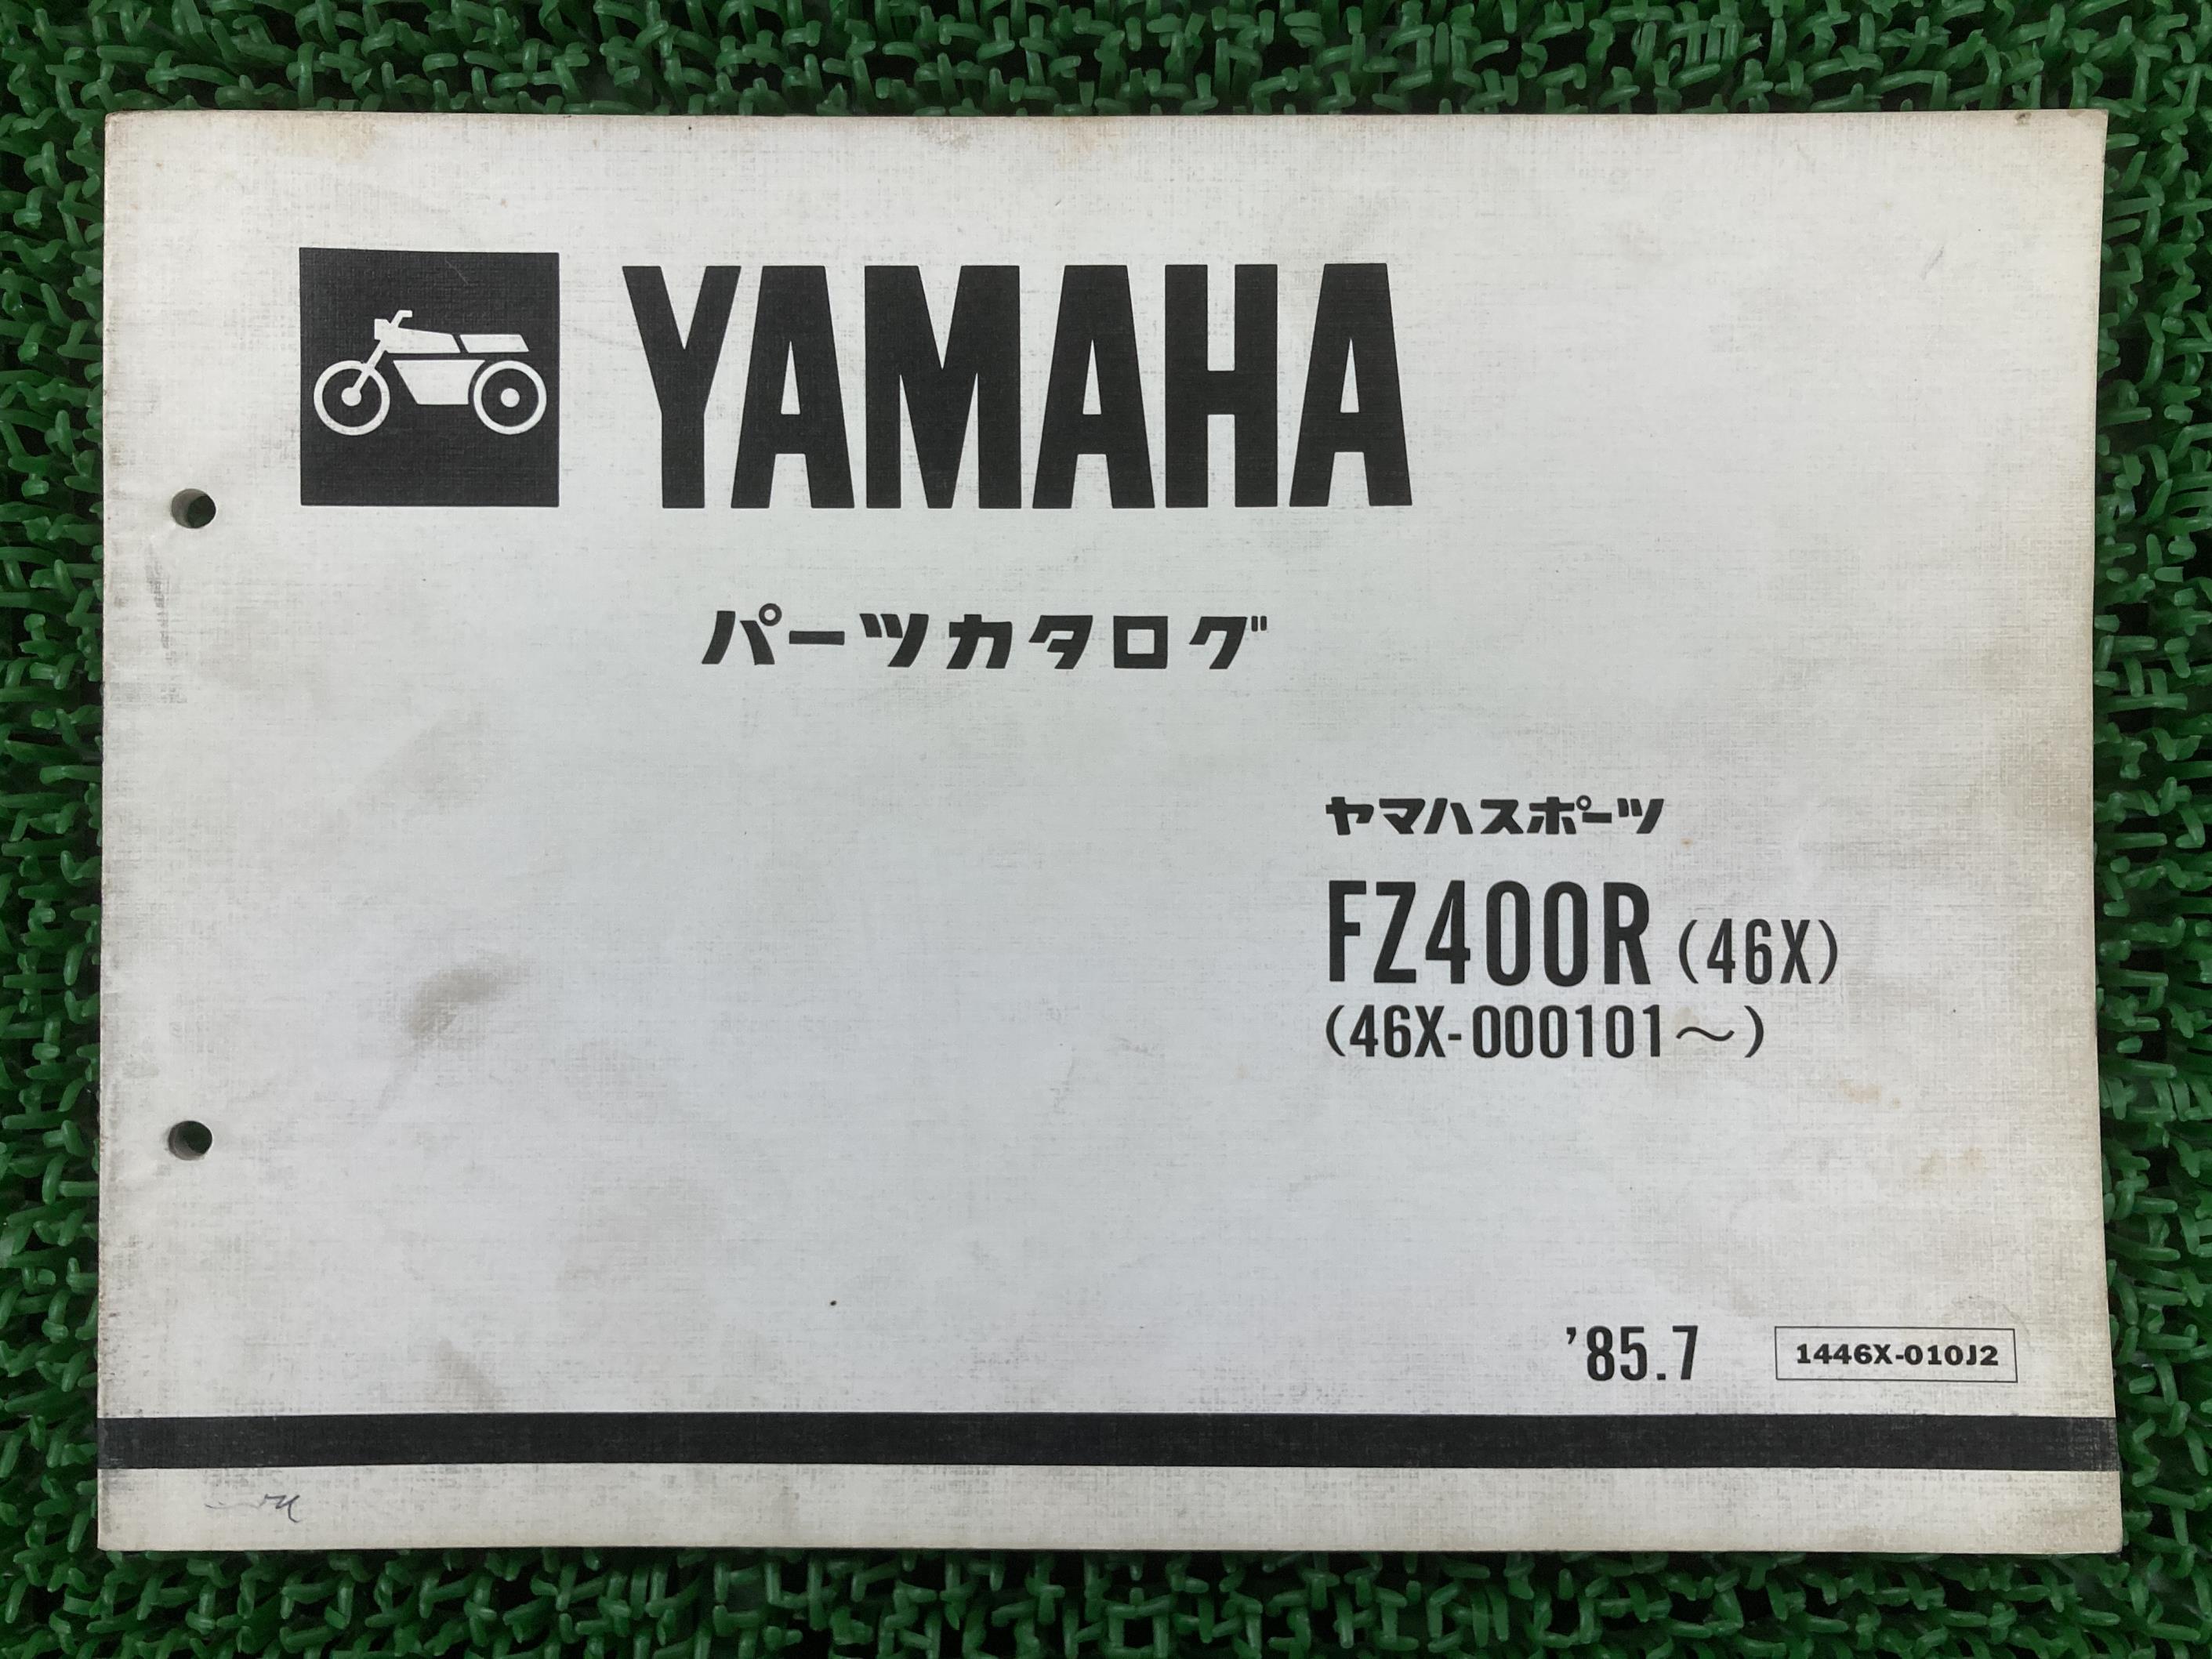 YAMAHA
パーツカタログ
ヤマハスポーツ
FZ400R (46X)
(46X-000101～)
'85.7
1446X-010J2